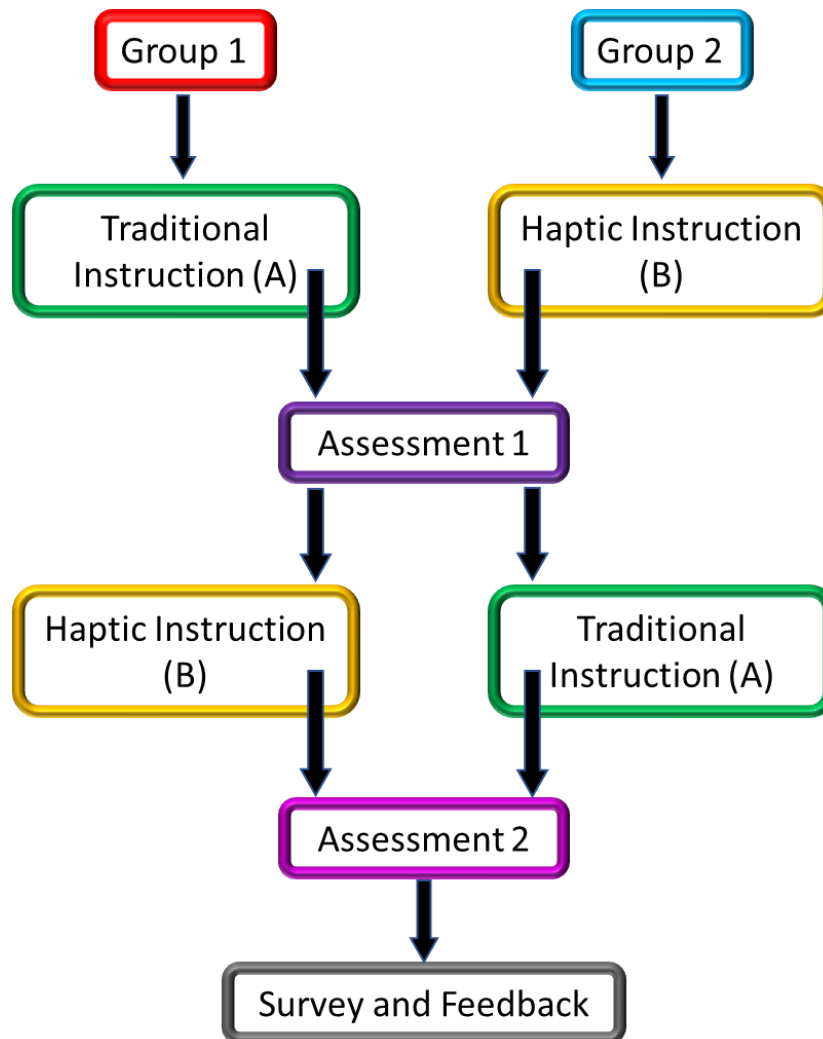 Group 1
Group 2
Traditional
Instruction (A)
Haptic Instruction
(B)
Assessment 1
Haptic Instruction
(B)
Traditional
Instruction (A)
Assessment 2
Survey and Feedback